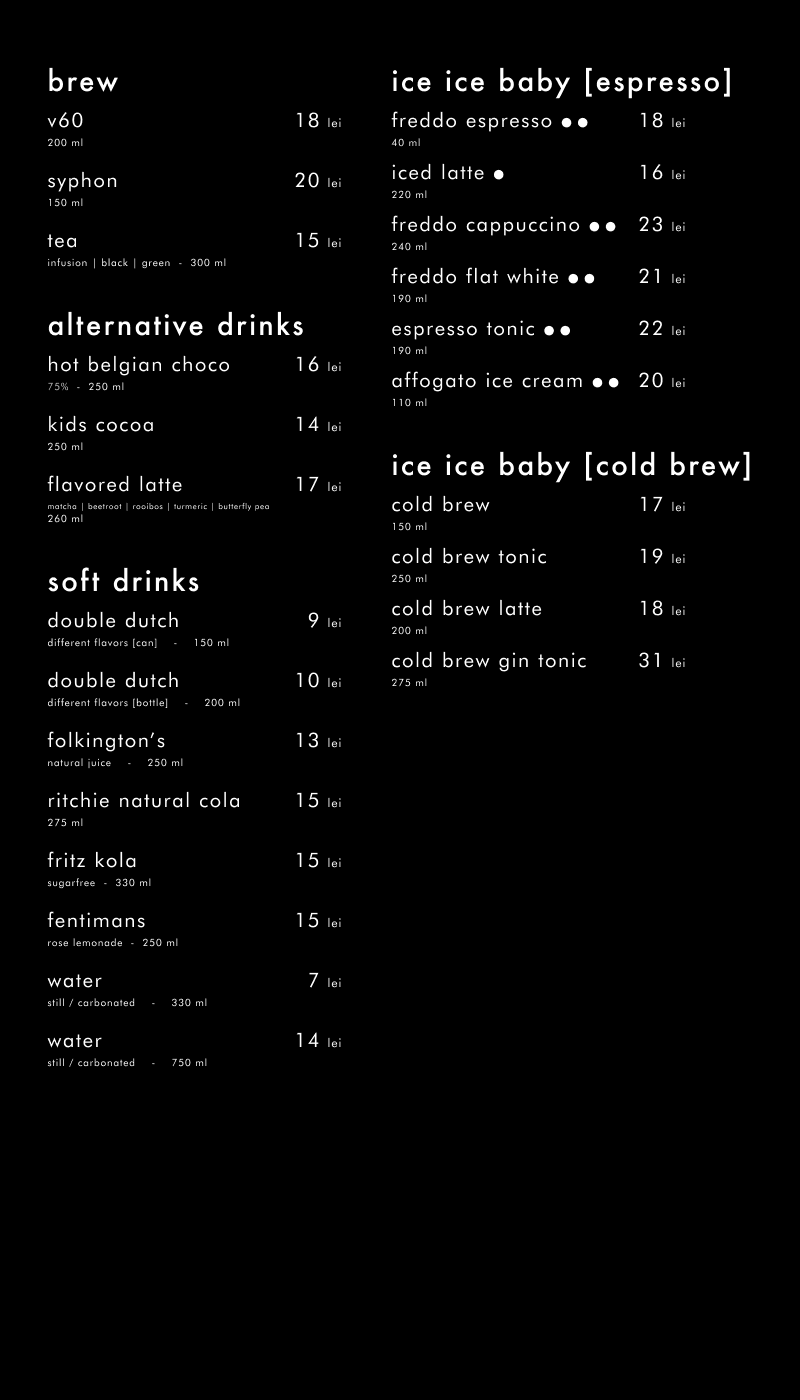 brew
v60 18 lei
200 ml
syphon 20 lei
150 ml
tea 15 lei
infusion | black | green - 300 ml
alternative drinks
hot belgian choco 16 lei
75% - 250 ml
kids cocoa 14 lei
250 ml
flavored latte 17 lei
matcha | beetroot | rooibos | turmeric | butterfly pea
260 ml
soft drinks
double dutch 9 lei
different flavors [can] - 150 ml
double dutch 10 lei
different flavors [bottle] - 200 ml
folkington’s 13 lei
natural juice - 250 ml
ritchie natural cola 15 lei
275 ml
fritz kola 15 lei
sugarfree - 330 ml
fentimans 15 lei
rose lemonade - 250 ml
water 7 lei
still / carbonated - 330 ml
water 14 lei
still / carbonated - 750 ml
ice ice baby [espresso]
freddo espresso ●● 18 lei
40 ml
iced latte ● 16 lei
220 ml
freddo cappuccino ●● 23 lei
240 ml
freddo flat white ●● 21 lei
190 ml
espresso tonic ●● 22 lei
190 ml
affogato ice cream ●● 20 lei
110 ml
ice ice baby [cold brew]
cold brew 17 lei
150 ml
cold brew tonic 19 lei
250 ml
cold brew latte 18 lei
200 ml
cold brew gin tonic 31 lei
275 ml